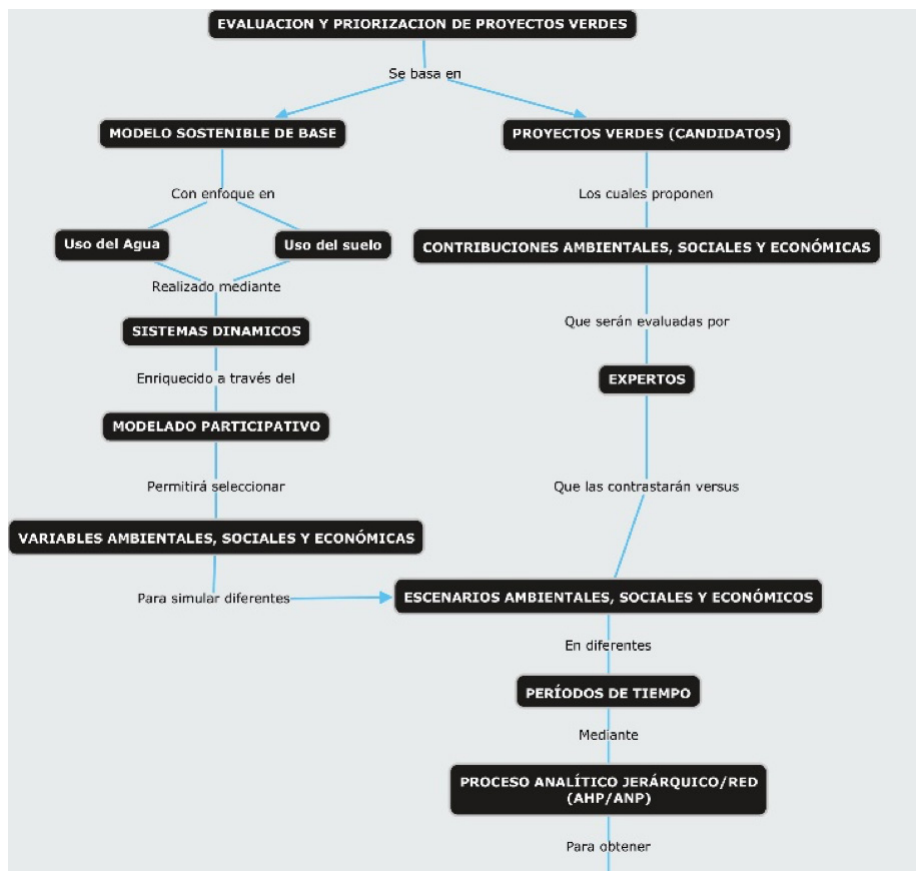 EVALUACION Y PRIORIZACION DE PROYECTOS VERDES
Se basa en
MODELO SOSTENIBLE DE BASE
PROYECTOS VERDES (CANDIDATOS)
Con enfoque en
Los cuales proponen
Uso del Agua
Uso del suelo
CONTRIBUCIONES AMBIENTALES, SOCIALES Y ECONÓMICAS
Realizado mediante
Que serán evaluadas por
SISTEMAS DINAMICOS
Enriquecido a través del
EXPERTOS
MODELADO PARTICIPATIVO
Permitirá seleccionar
Que las contrastarán versus
VARIABLES AMBIENTALES, SOCIALES Y ECONÓMICAS
Para simular diferentes
ESCENARIOS AMBIENTALES, SOCIALES Y ECONÓMICOS
En diferentes
PERÍODOS DE TIEMPO
Mediante
PROCESO ANALÍTICO JERÁRQUICO/RED
(AHP/ANP)
Para obtener